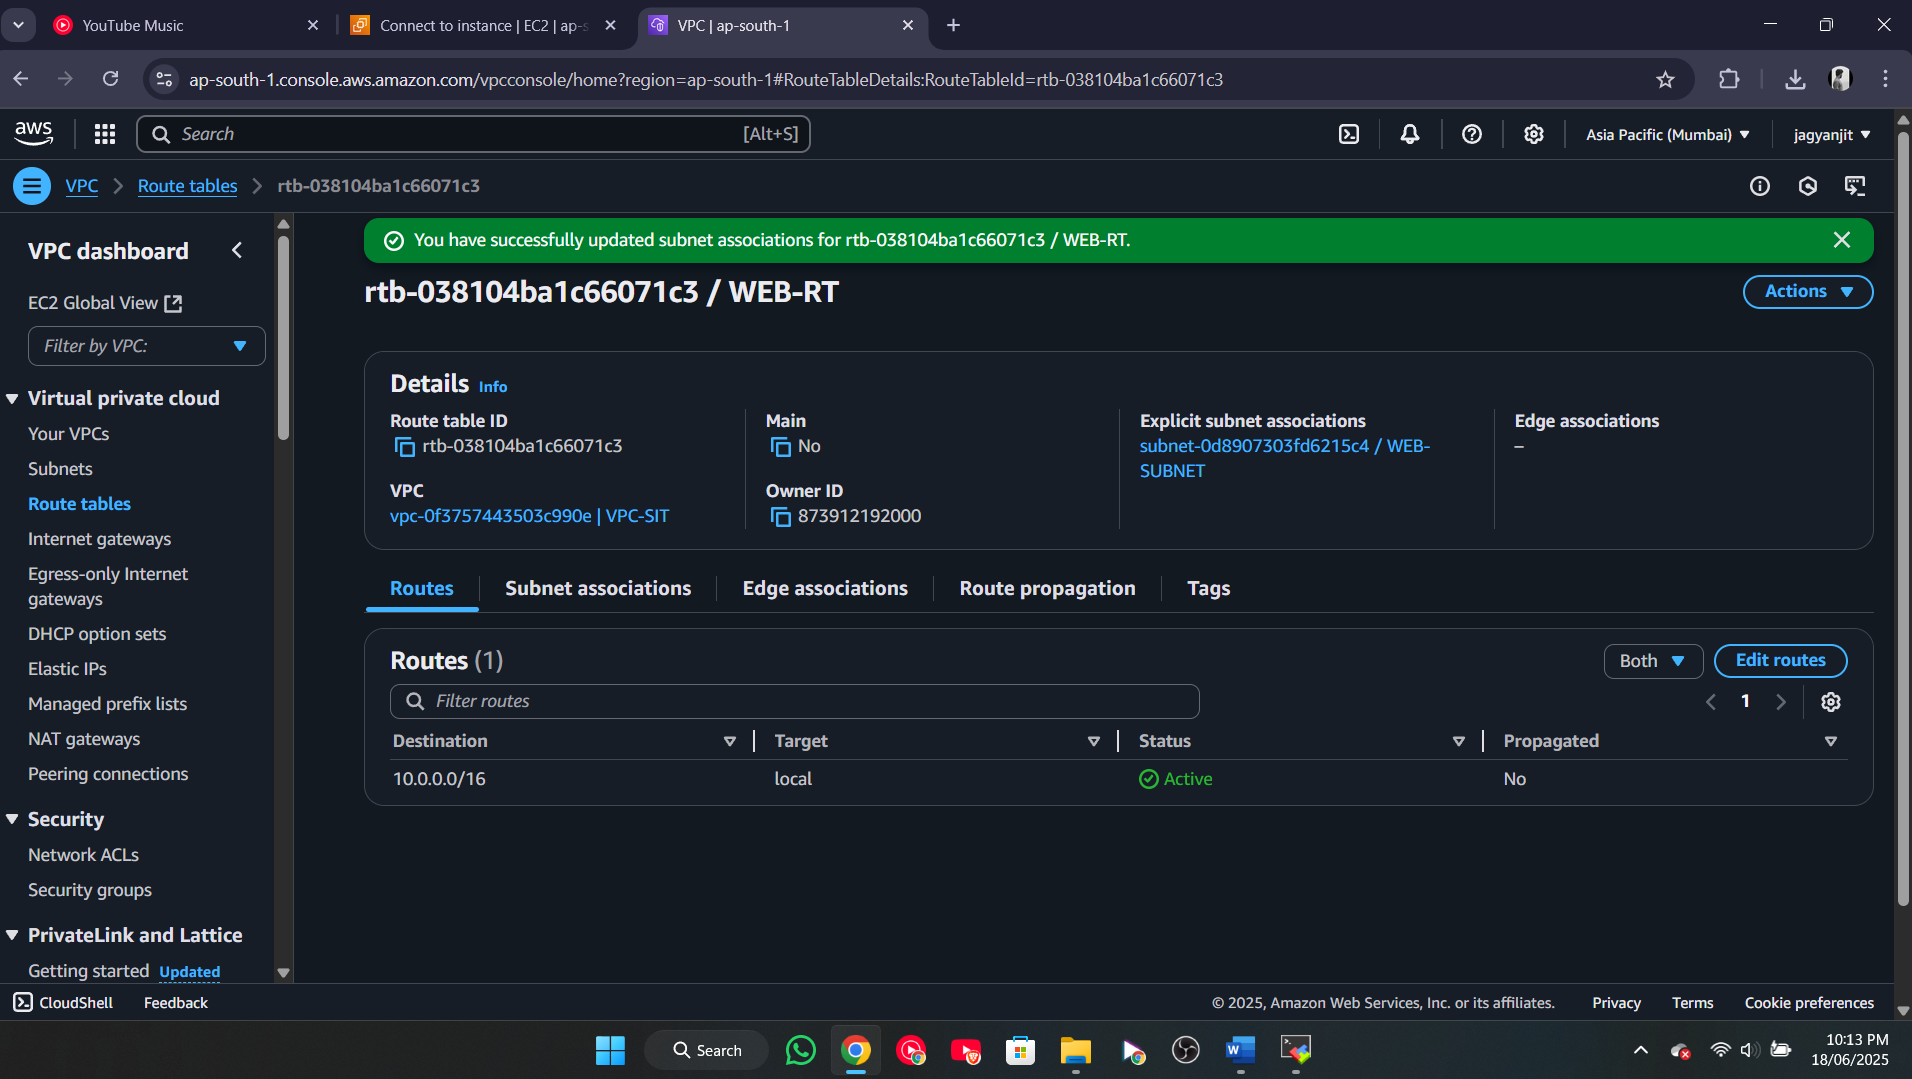 YouTube Music
Connect to instance | EC2 | ap-s
VPC | ap-south-1
ap-south-1.console.aws.amazon.com/vpcconsole/home?region=ap-south-1#RouteTableDetails:RouteTableId=rtb-038104ba1c66071c3
aws
Search
[Alt+S]
Asia Pacific (Mumbai)
jagyanjit
VPC
Route tables
rtb-038104ba1c66071c3
VPC dashboard
EC2 Global View
Filter by VPC:
Virtual private cloud
Your VPCs
Subnets
Route tables
Internet gateways
Egress-only Internet
gateways
DHCP option sets
Elastic IPs
Managed prefix lists
NAT gateways
Peering connections
Security
Network ACLs
Security groups
PrivateLink and Lattice
Getting started Updated
You have successfully updated subnet associations for rtb-038104ba1c66071c3 / WEB-RT.
rtb-038104ba1c66071c3 / WEB-RT
Actions
Details Info
Route table ID
rtb-038104ba1c66071c3
VPC
vpc-0f3757443503c990e | VPC-SIT
Main
No
Owner ID
873912192000
Explicit subnet associations
subnet-0d8907303fd6215c4 / WEB-
SUBNET
Edge associations
–
Routes
Subnet associations
Edge associations
Route propagation
Tags
Routes (1)
Both
Edit routes
Filter routes
1
Destination
Target
Status
Propagated
10.0.0.0/16
local
Active
No
CloudShell
Feedback
© 2025, Amazon Web Services, Inc. or its affiliates.
Privacy
Terms
Cookie preferences
Search
10:13 PM
18/06/2025